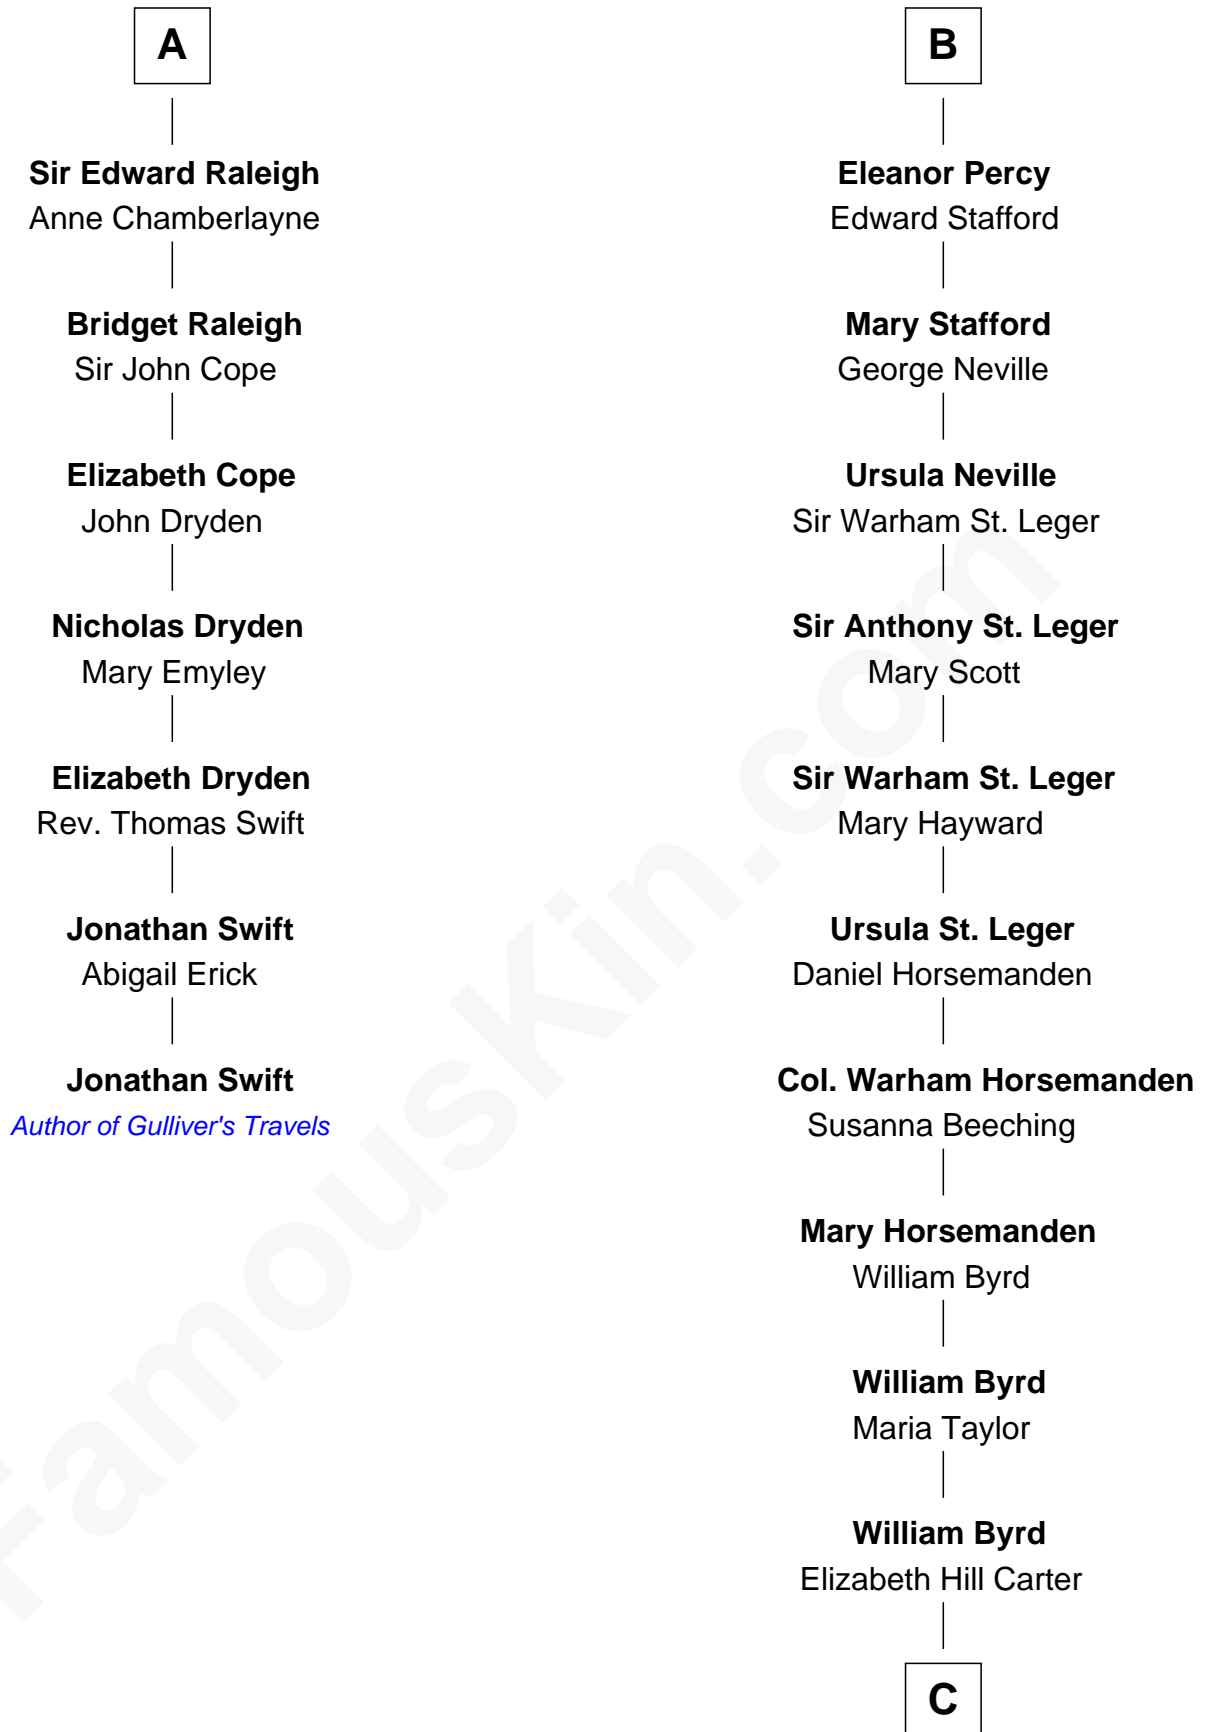 A
Sir Edward Raleigh
Anne Chamberlayne
Bridget Raleigh
Sir John Cope
Elizabeth Cope
John Dryden
Nicholas Dryden
Mary Emyley
Elizabeth Dryden
Rev. Thomas Swift
Jonathan Swift
Abigail Erick
Jonathan Swift
Author of Gulliver's Travels
B
Eleanor Percy
Edward Stafford
Mary Stafford
George Neville
Ursula Neville
Sir Warham St. Leger
Sir Anthony St. Leger
Mary Scott
Sir Warham St. Leger
Mary Hayward
Ursula St. Leger
Daniel Horsemanden
Col. Warham Horsemanden
Susanna Beeching
Mary Horsemanden
William Byrd
William Byrd
Maria Taylor
William Byrd
Elizabeth Hill Carter
C
FamousKin.com